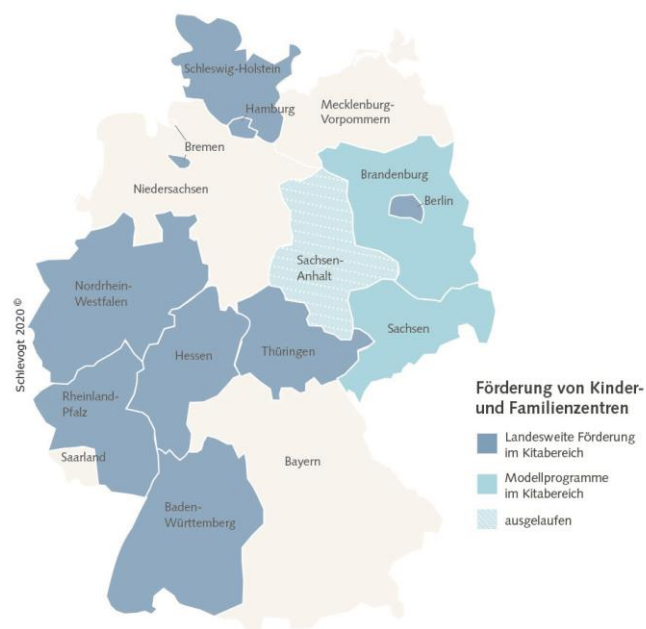 Schleswig-Holstein
Hamburg
Mecklenburg-
Vorpommern
Bremen
Niedersachsen
Brandenburg
Berlin
Sachsen-
Anhalt
Nordrhein-
Westfalen
Sachsen
Hessen
Thüringen
Rheinland-
Pfalz
Saarland
Bayern
Baden-
Württemberg
Schlevogt 2020 ©
Förderung von Kinder-
und Familienzentren
Landesweite Förderung
im Kitabereich
Modellprogramme
im Kitabereich
ausgelaufen